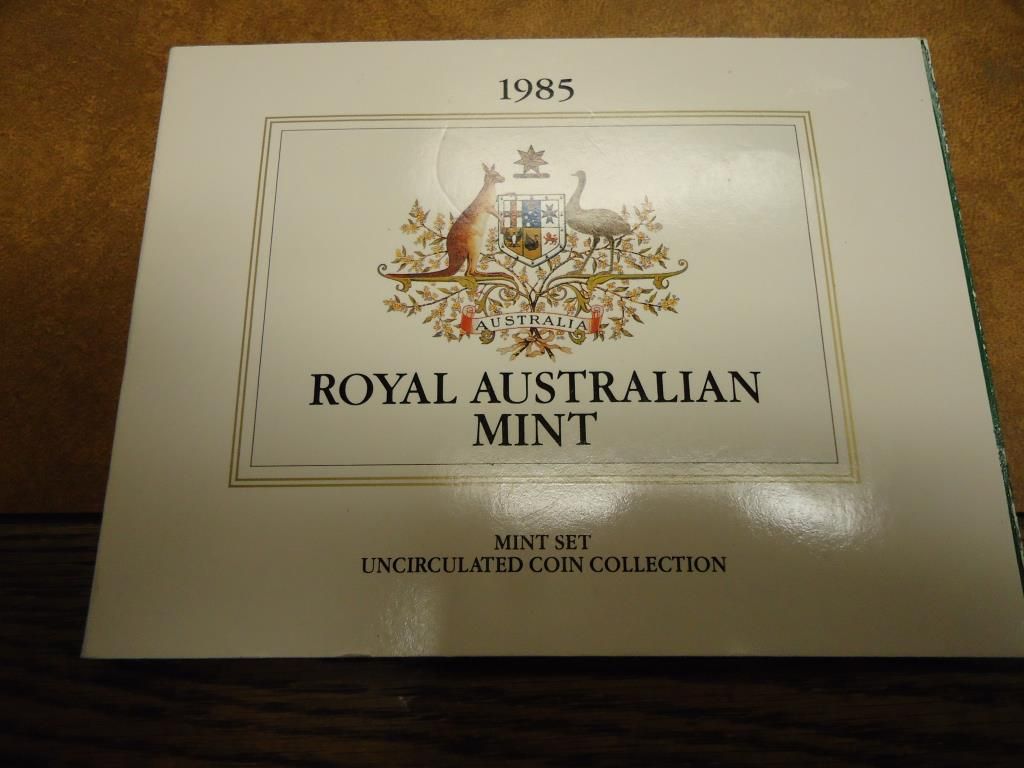 1985
AUSTRALIA
ROYAL AUSTRALIAN
MINT
MINT SET
UNCIRCULATED COIN COLLECTION